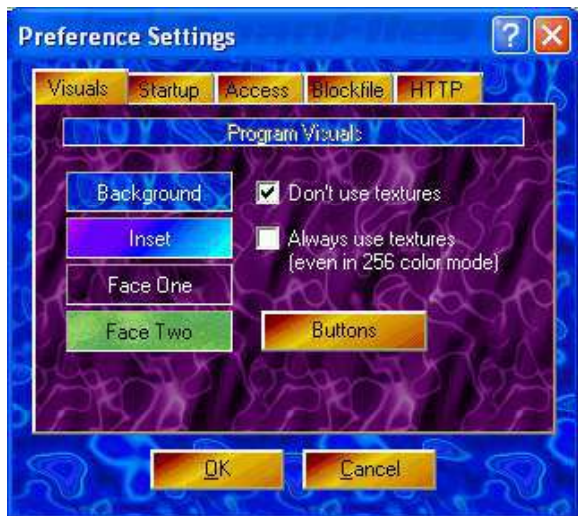 Preference Settings
?
Visuals Startup Access Blockfile HTTP
Program Visuals
Background
Don't use textures
Inset
Always use textures
(even in 256 color mode)
Face One
Face Two
Buttons
OK
Cancel